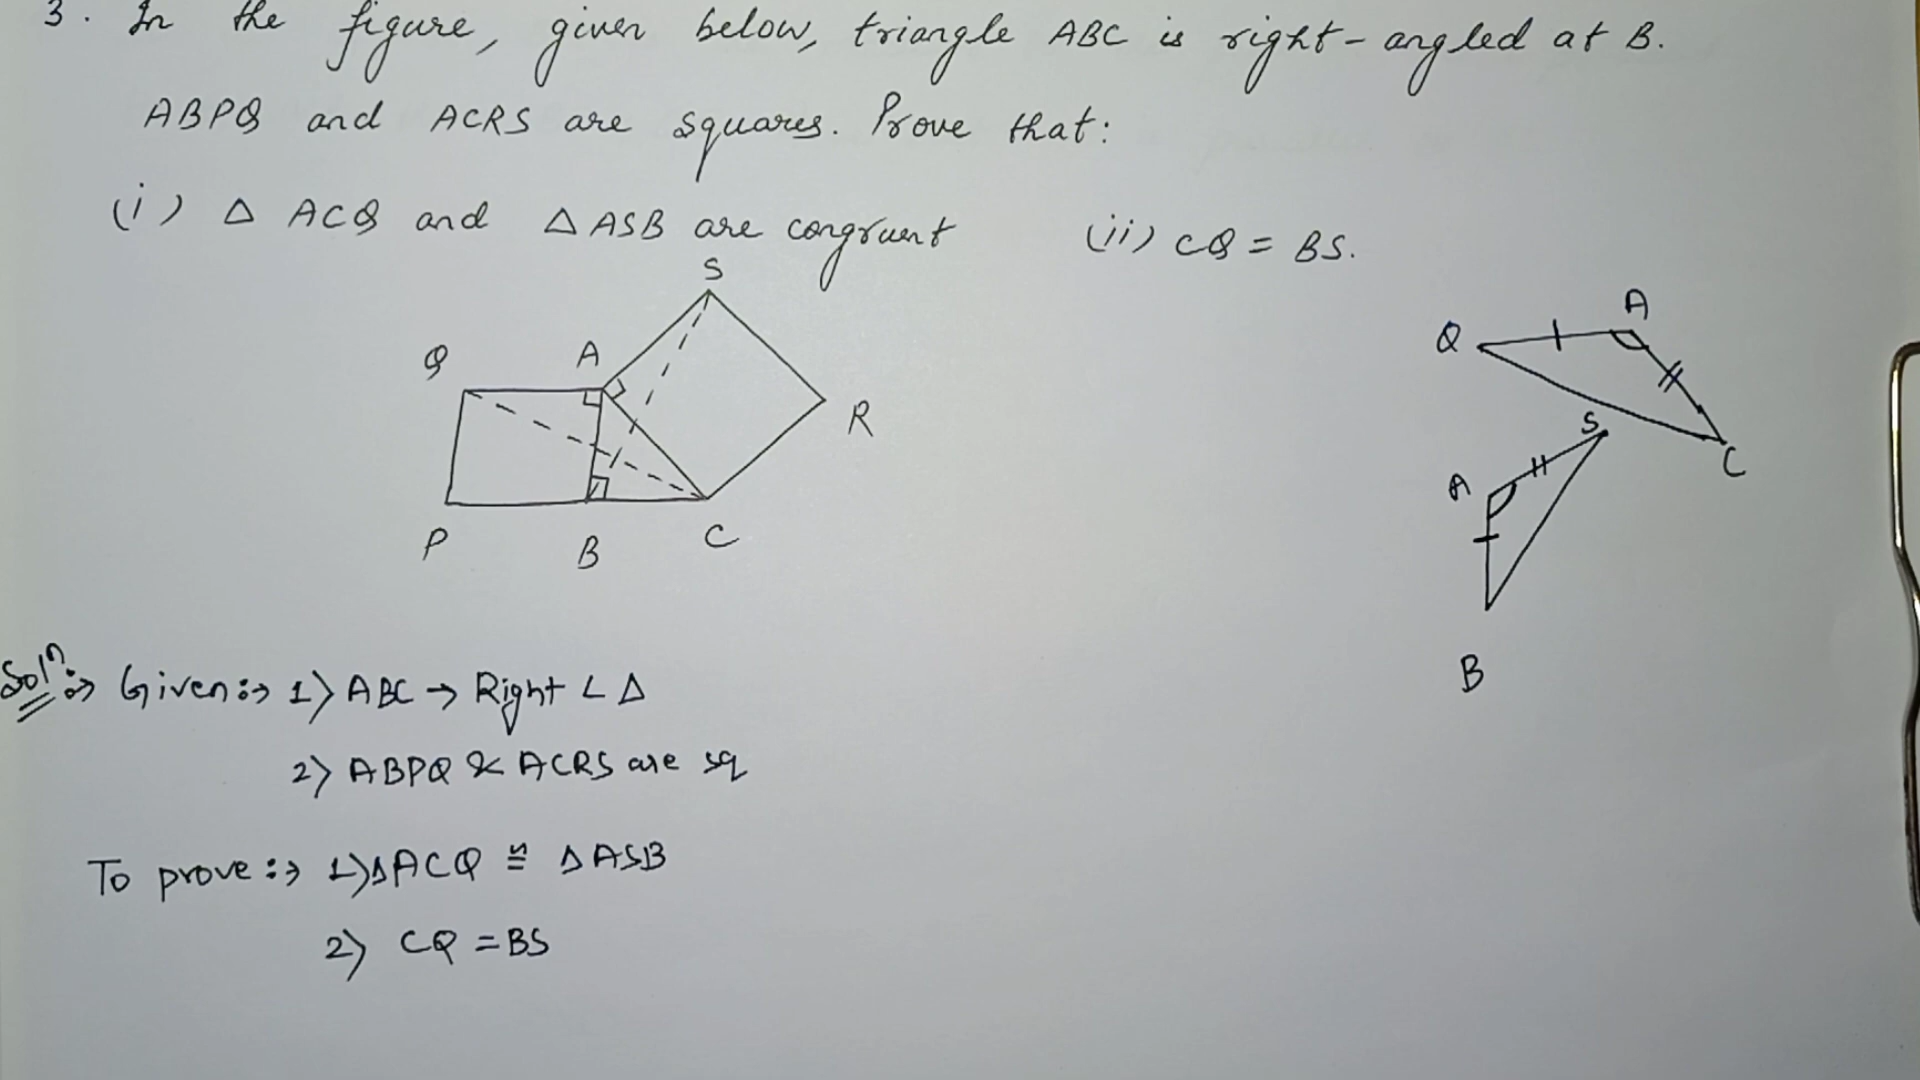 3. In the figure, given below, triangle ABC is right-angled at B.
ABPQ and ACRS are squares. Prove that:
(i) Δ ACQ and Δ ASB are congruent (ii) CQ = BS.
S
Q A
R
P B C
Q A
C
A S
B
Solⁿ:→ Given:→ 1) ABC → Right ∠ Δ
2) ABPQ & ACRS are sq
To prove:→ 1) Δ ACQ ≅ Δ ASB
2) CQ = BS